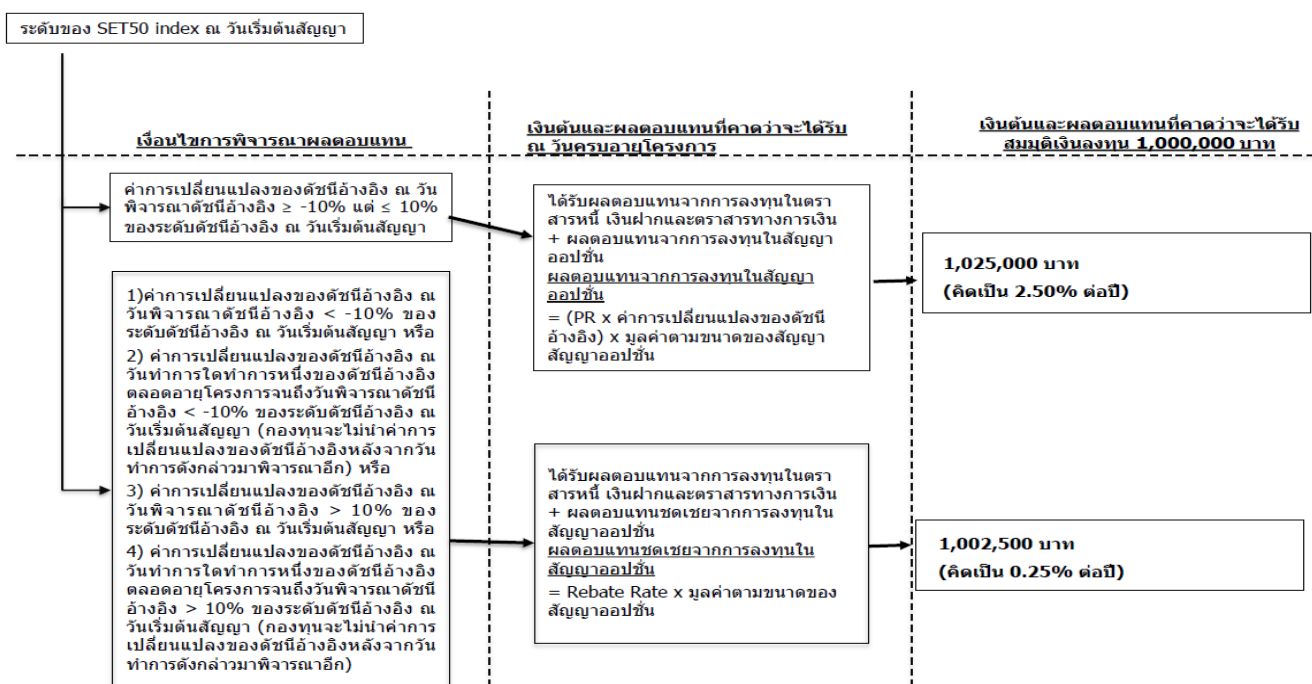 ระดับของ SET50 index ณ วันเริ่มต้นสัญญา
เงื่อนไขการพิจารณาผลตอบแทน
เงินต้นและผลตอบแทนที่คาดว่าจะได้รับ
ณ วันครบอายุโครงการ
เงินต้นและผลตอบแทนที่คาดว่าจะได้รับ
สมมุติเงินลงทุน 1,000,000 บาท
ค่าการเปลี่ยนแปลงของดัชนีอ้างอิง ณ วัน
พิจารณาดัชนีอ้างอิง ≥ -10% แต่ ≤ 10%
ของระดับดัชนีอ้างอิง ณ วันเริ่มต้นสัญญา
ได้รับผลตอบแทนจากการลงทุนในตรา
สารหนี้ เงินฝากและตราสารทางการเงิน
+ ผลตอบแทนจากการลงทุนในสัญญา
ออปชั่น
ผลตอบแทนจากการลงทุนในสัญญา
ออปชั่น
= (PR x ค่าการเปลี่ยนแปลงของดัชนี
อ้างอิง) x มูลค่าตามขนาดของสัญญา
สัญญาออปชั่น
1,025,000 บาท
(คิดเป็น 2.50% ต่อปี)
1)ค่าการเปลี่ยนแปลงของดัชนีอ้างอิง ณ
วันพิจารณาดัชนีอ้างอิง < -10% ของ
ระดับดัชนีอ้างอิง ณ วันเริ่มต้นสัญญา หรือ
2) ค่าการเปลี่ยนแปลงของดัชนีอ้างอิง ณ
วันทำการใดทำการหนึ่งของดัชนีอ้างอิง
ตลอดอายุโครงการจนถึงวันพิจารณาดัชนี
อ้างอิง < -10% ของระดับดัชนีอ้างอิง ณ
วันเริ่มต้นสัญญา (กองทุนจะไม่นำค่าการ
เปลี่ยนแปลงของดัชนีอ้างอิงหลังจากวัน
ทำการดังกล่าวมาพิจารณาอีก) หรือ
3) ค่าการเปลี่ยนแปลงของดัชนีอ้างอิง ณ
วันพิจารณาดัชนีอ้างอิง > 10% ของ
ระดับดัชนีอ้างอิง ณ วันเริ่มต้นสัญญา หรือ
4) ค่าการเปลี่ยนแปลงของดัชนีอ้างอิง ณ
วันทำการใดทำการหนึ่งของดัชนีอ้างอิง
ตลอดอายุโครงการจนถึงวันพิจารณาดัชนี
อ้างอิง > 10% ของระดับดัชนีอ้างอิง ณ
วันเริ่มต้นสัญญา (กองทุนจะไม่นำค่าการ
เปลี่ยนแปลงของดัชนีอ้างอิงหลังจากวัน
ทำการดังกล่าวมาพิจารณาอีก)
ได้รับผลตอบแทนจากการลงทุนในตรา
สารหนี้ เงินฝากและตราสารทางการเงิน
+ ผลตอบแทนชดเชยจากการลงทุนใน
สัญญาออปชั่น
ผลตอบแทนชดเชยจากการลงทุนใน
สัญญาออปชั่น
= Rebate Rate x มูลค่าตามขนาดของ
สัญญาออปชั่น
1,002,500 บาท
(คิดเป็น 0.25% ต่อปี)